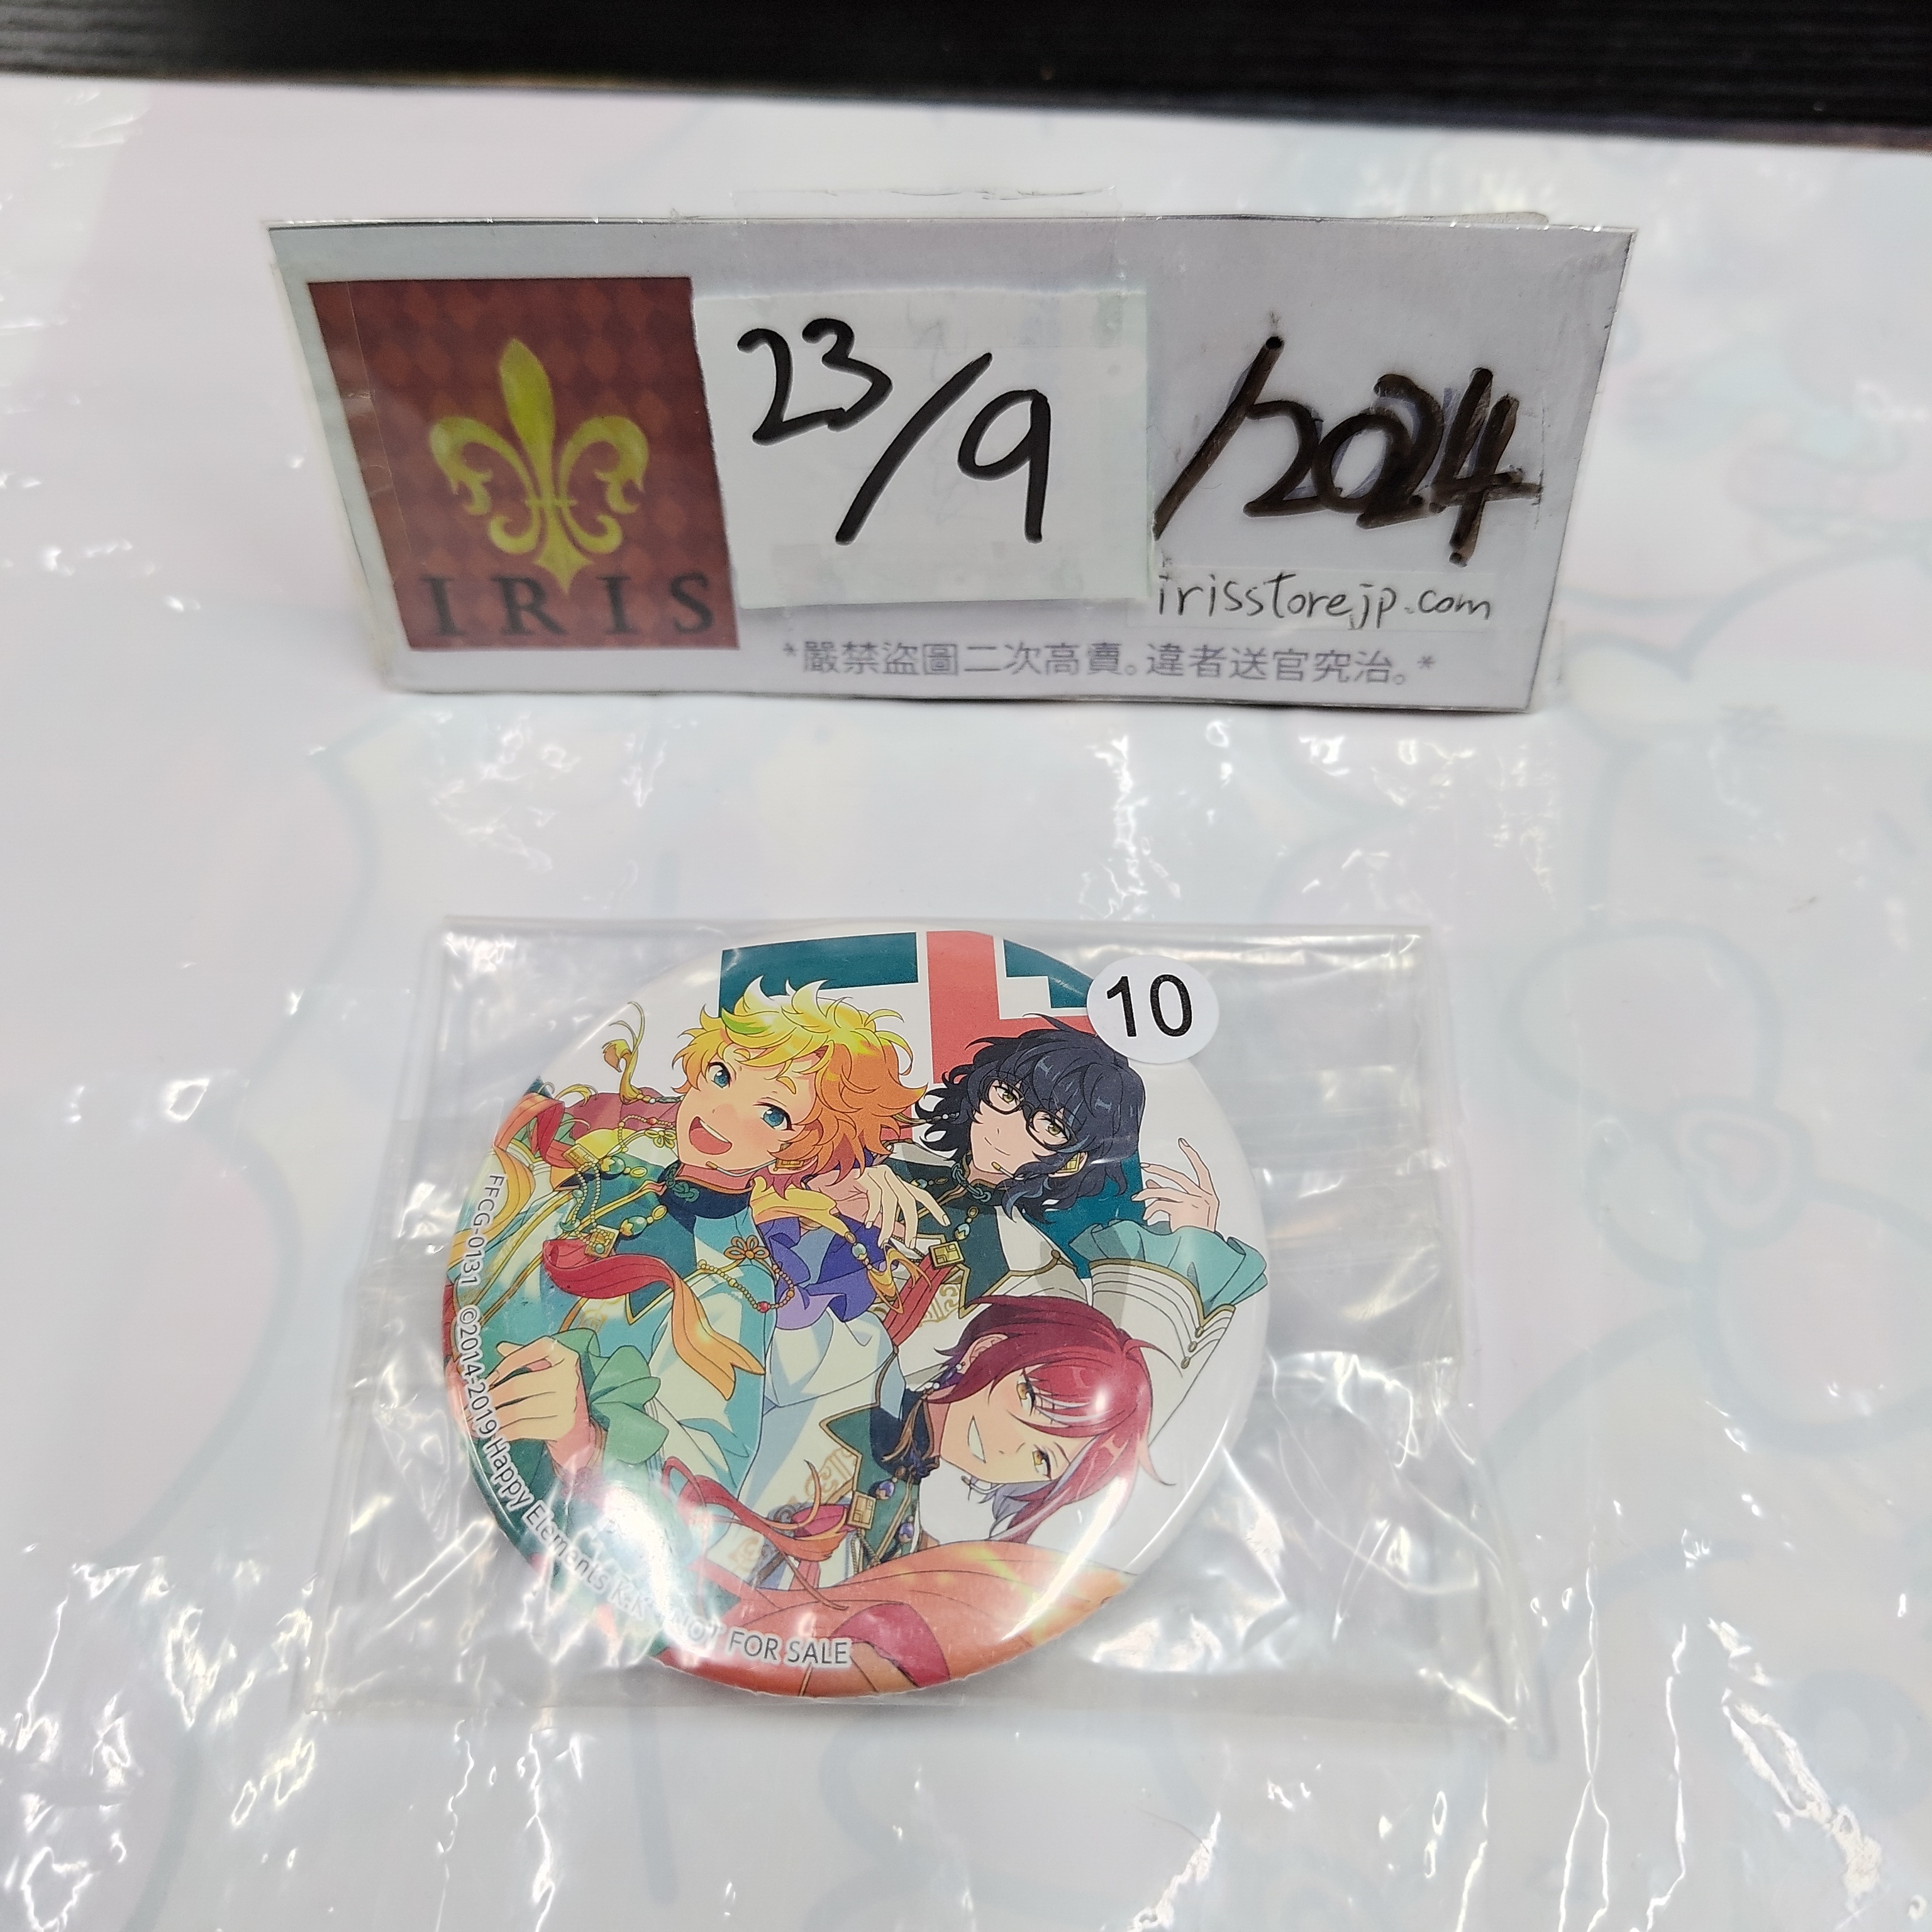 23/9/2024
IRIS
irisstorejp.com
*嚴禁盜圖二次高賣。違者送官究治。*
10
FFCG-0131 ©2014-2019 Happy Elements K.K NOT FOR SALE